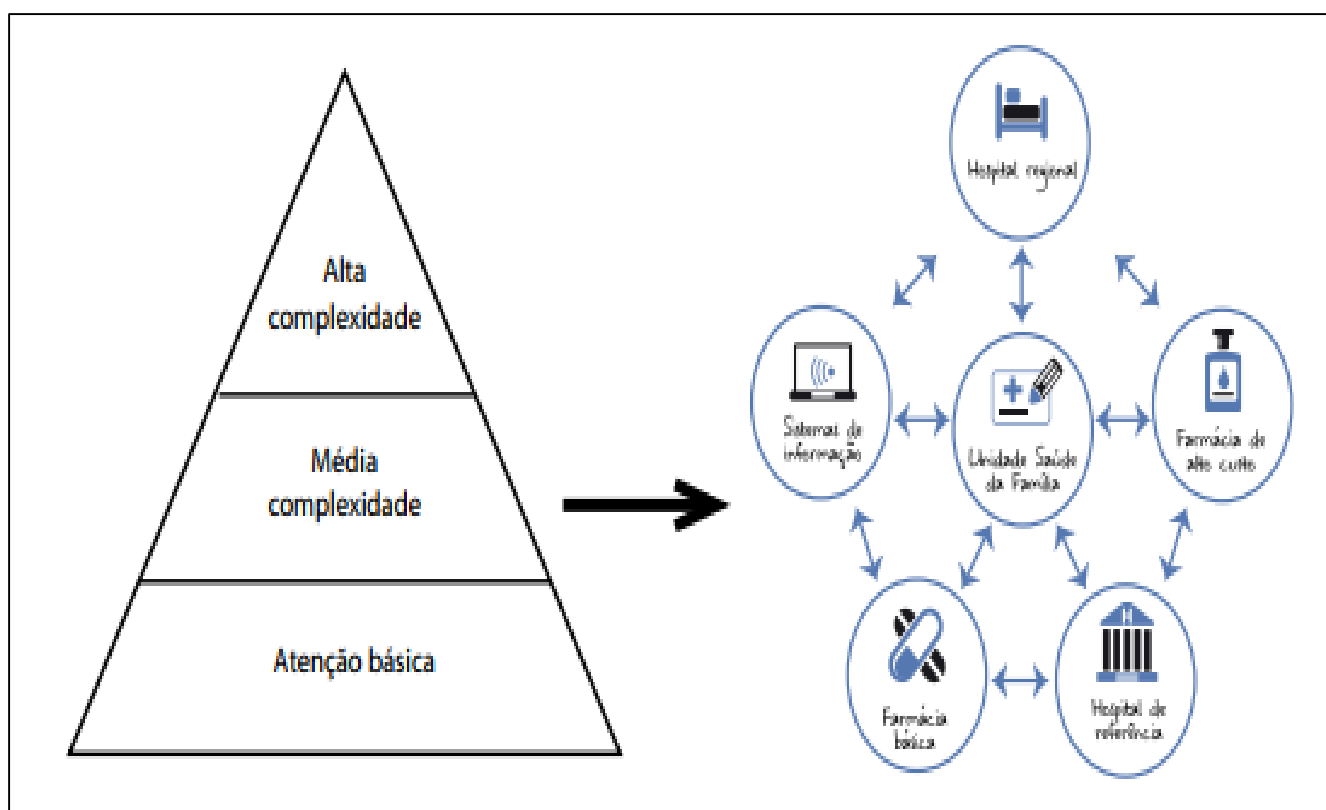 Alta
complexidade
Média
complexidade
Atenção básica
Hospital regional
Sistemas de
informação
Unidade Saúde
da Família
Farmácia de
alto custo
Farmácia
básica
Hospital de
referência